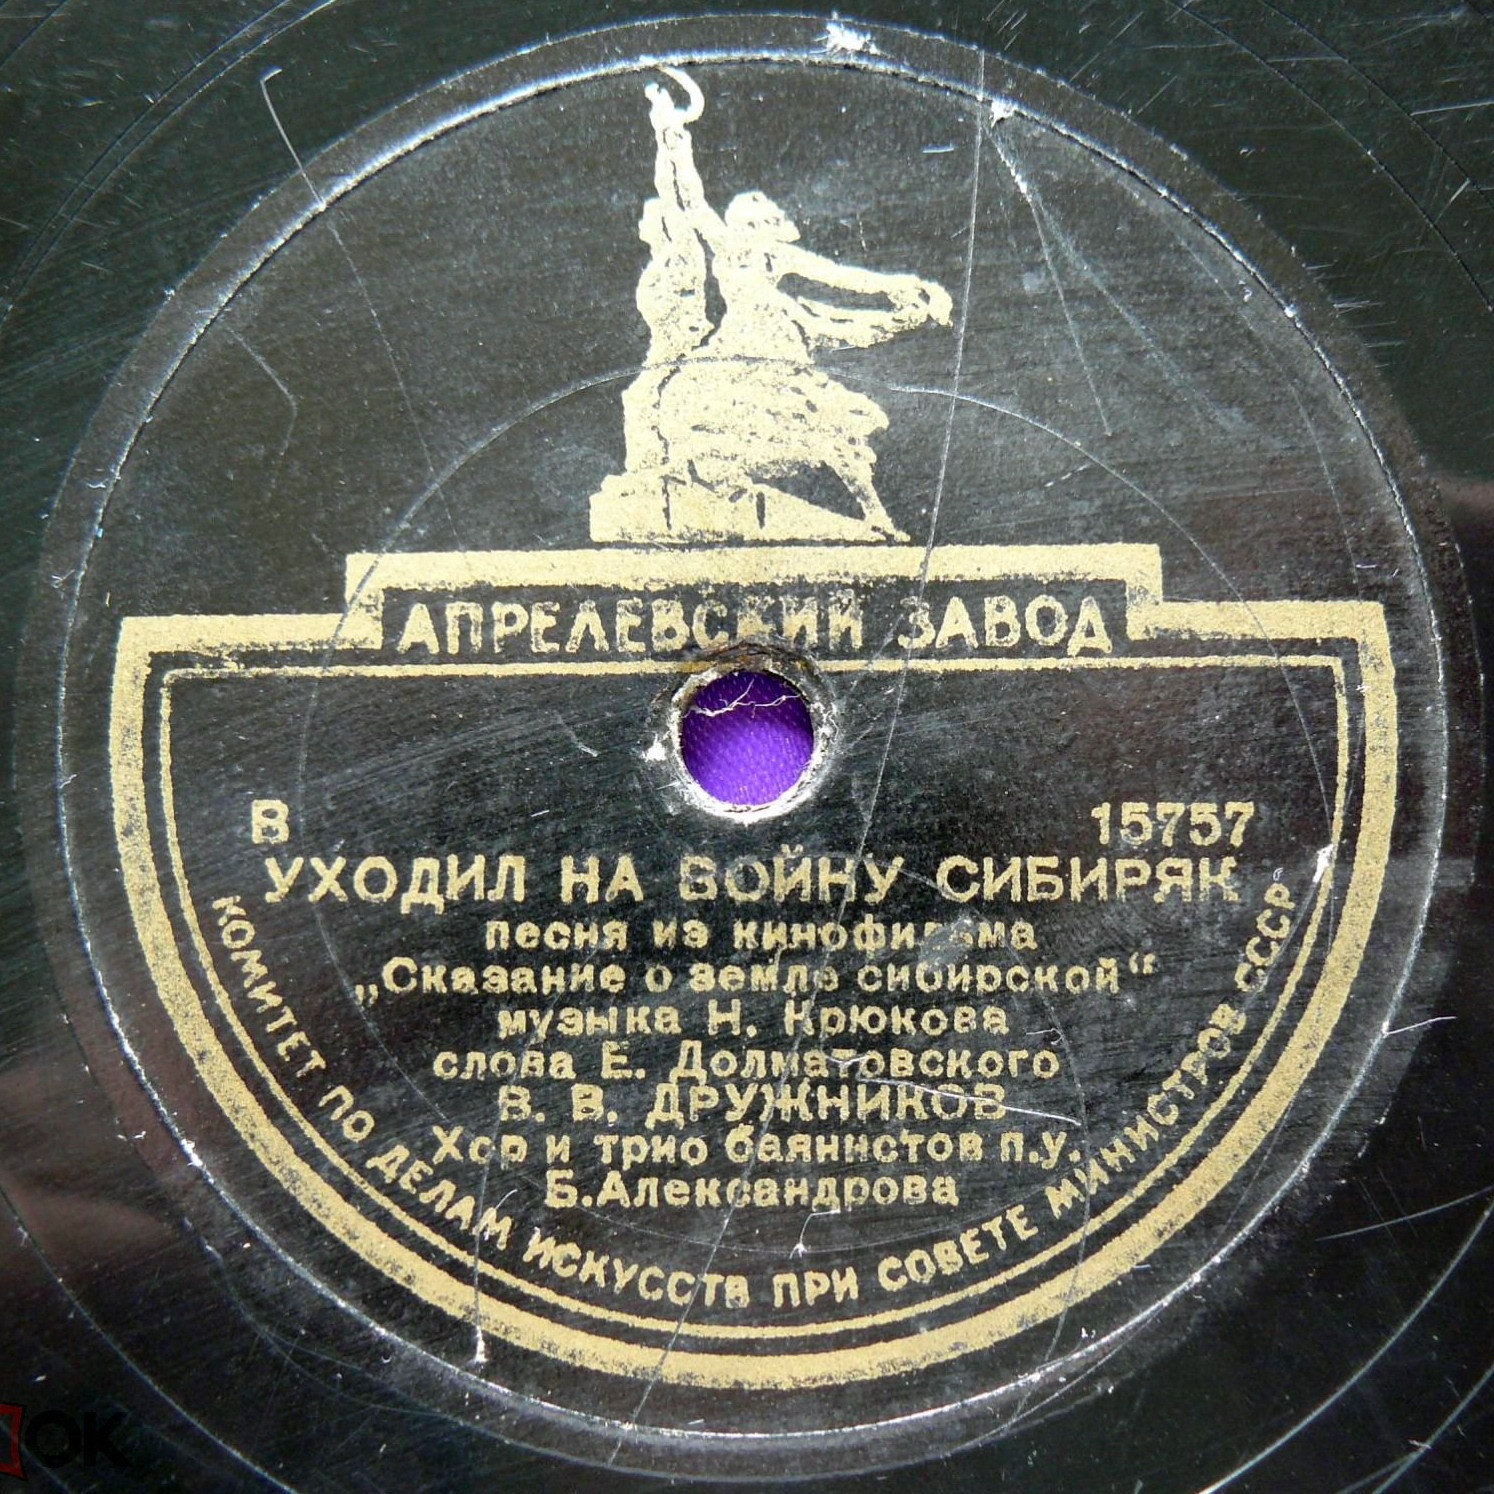 АПРЕЛЕВСКИЙ ЗАВОД
В 15757
УХОДИЛ НА ВОЙНУ СИБИРЯК
песня из кинофильма
„Сказание о земле сибирской“
музыка Н. Крюкова
слова Е. Долматовского
В. В. ДРУЖНИКОВ
Хор и трио баянистов п.у.
Б.Александрова
КОМИТЕТ ПО ДЕЛАМ ИСКУССТВ ПРИ СОВЕТЕ МИНИСТРОВ СССР
ОК